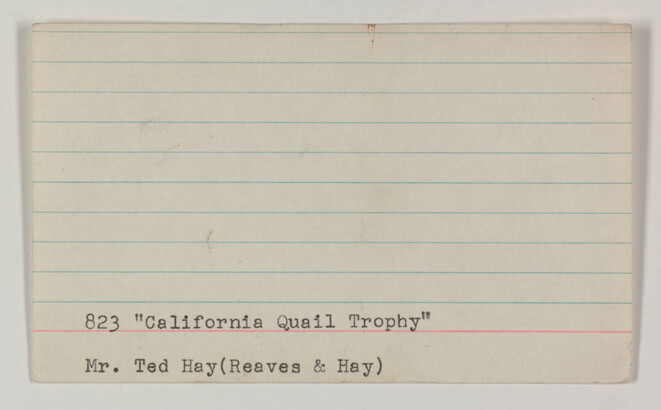 823 "California Quail Trophy"
Mr. Ted Hay(Reaves & Hay)